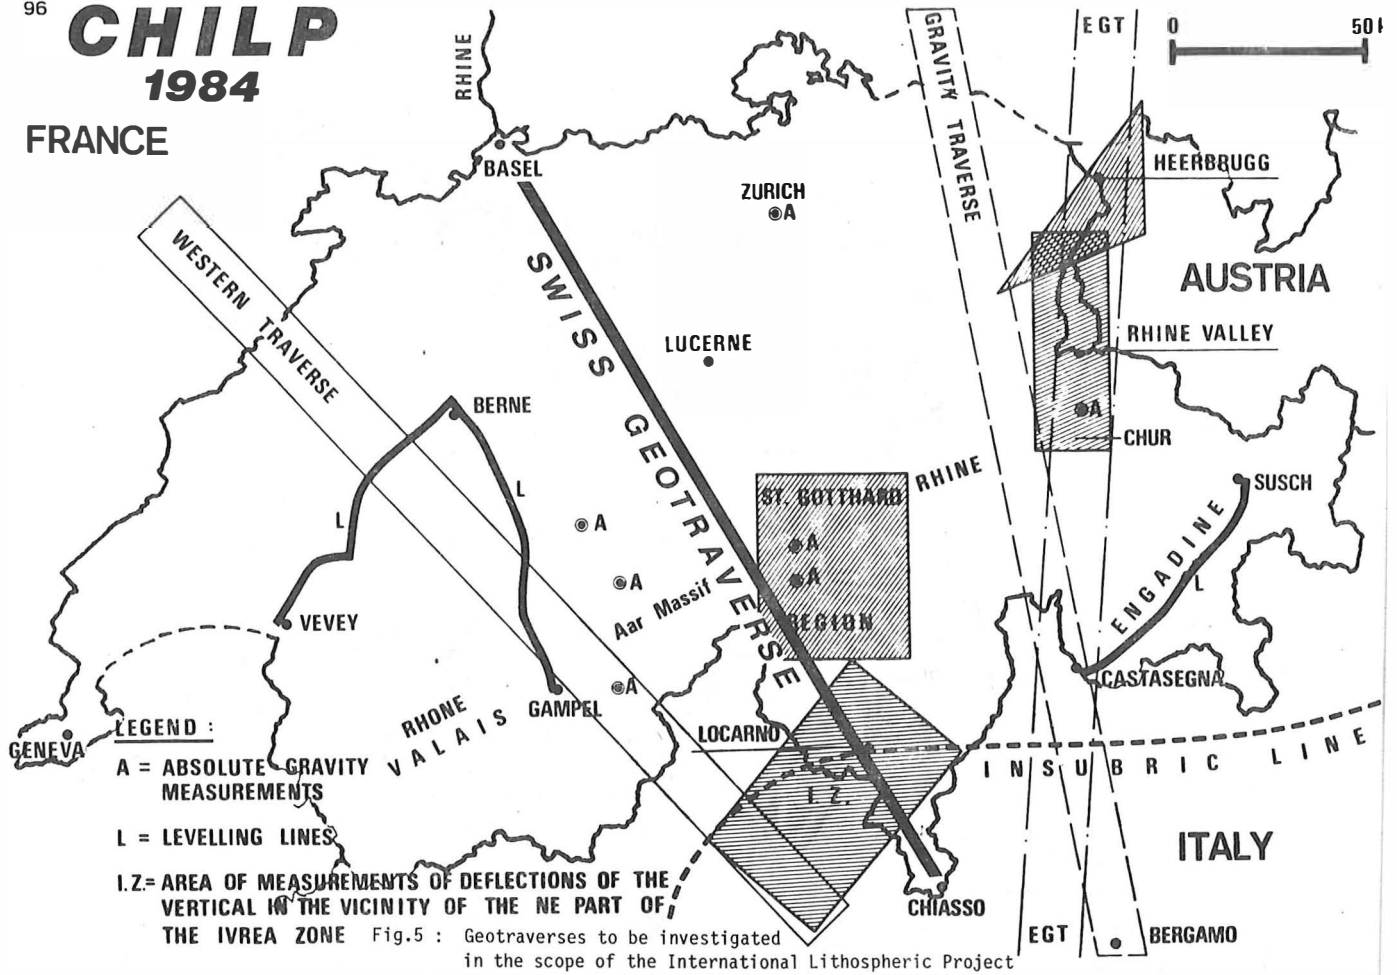 96
CHILP
1984
FRANCE
RHINE
BASEL
ZURICH
A
GRAVITY TRAVERSE
EGT
0 50
HEERBRUGG
AUSTRIA
WESTERN TRAVERSE
SWISS GEOTRAVERSE
LUCERNE
RHINE VALLEY
A
CHUR
BERNE
L
L
RHINE
ST. GOTTHARD
A
A
REGION
SUSCH
ENGADINE
L
A
A
Aar Massif
VEVEY
CASTASEGNA
A
GAMPEL
RHONE
VALAIS
LOCARNO
INSUBRIC LINE
I.Z.
GENEVA
ITALY
CHIASSO
EGT
BERGAMO
LEGEND :
A = ABSOLUTE GRAVITY
MEASUREMENTS
L = LEVELLING LINES
I.Z.= AREA OF MEASUREMENTS OF DEFLECTIONS OF THE
VERTICAL IN THE VICINITY OF THE NE PART OF
THE IVREA ZONE
Fig.5 : Geotraverses to be investigated
in the scope of the International Lithospheric Project